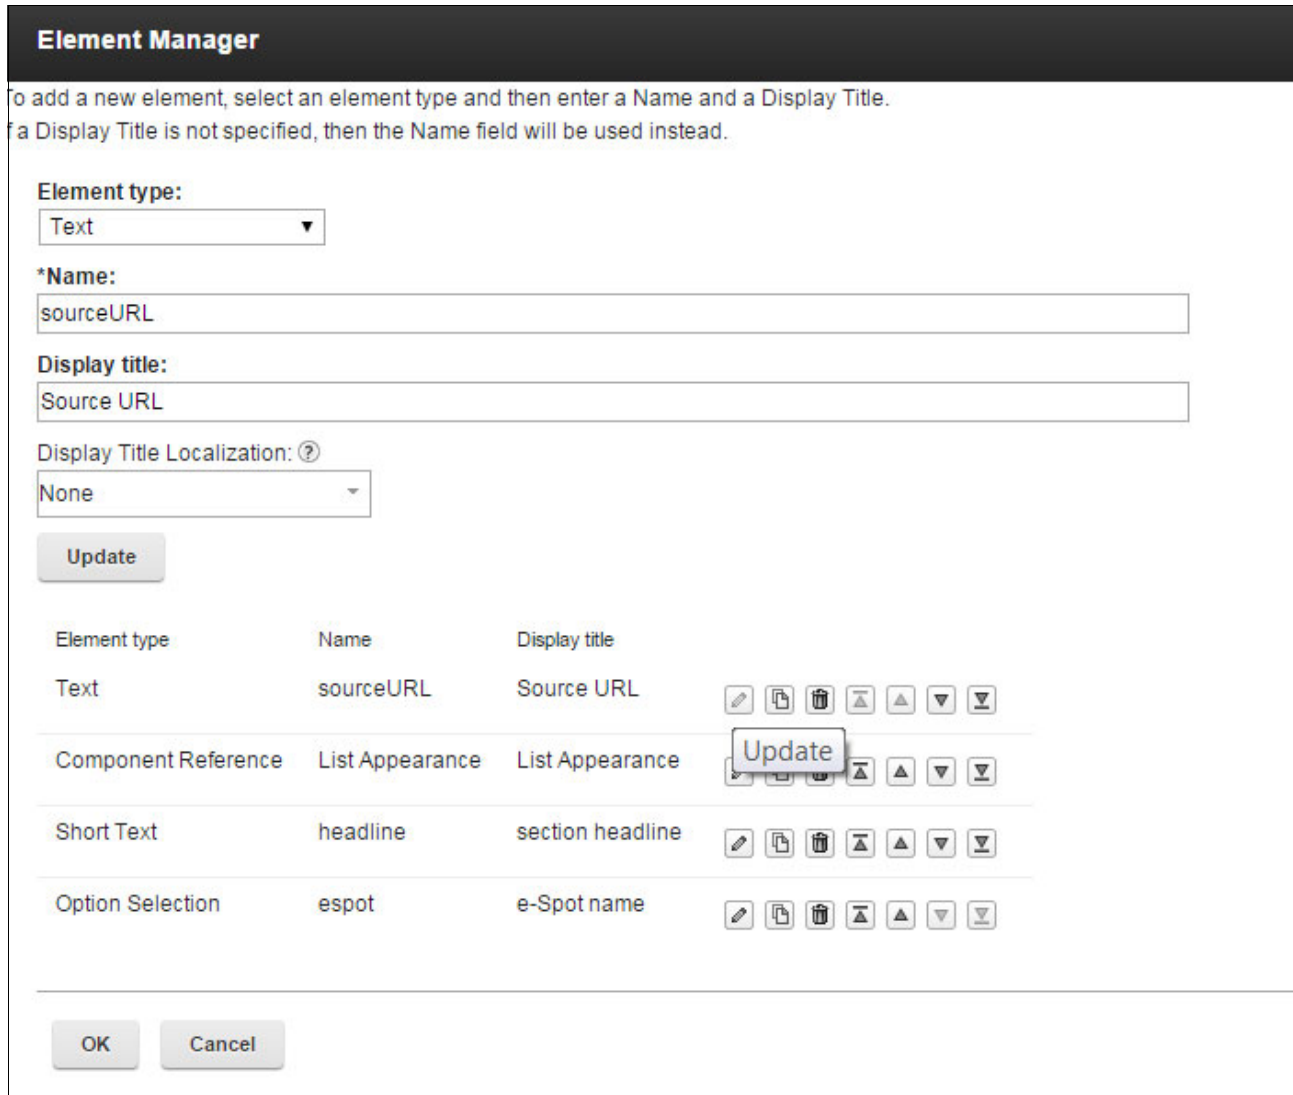 Element Manager
To add a new element, select an element type and then enter a Name and a Display Title.
f a Display Title is not specified, then the Name field will be used instead.
Element type:
Text
*Name:
sourceURL
Display title:
Source URL
Display Title Localization: ?
None
Update
Element type Name Display title
Text sourceURL Source URL
Update
Component Reference List Appearance List Appearance
Short Text headline section headline
Option Selection espot e-Spot name
OK Cancel